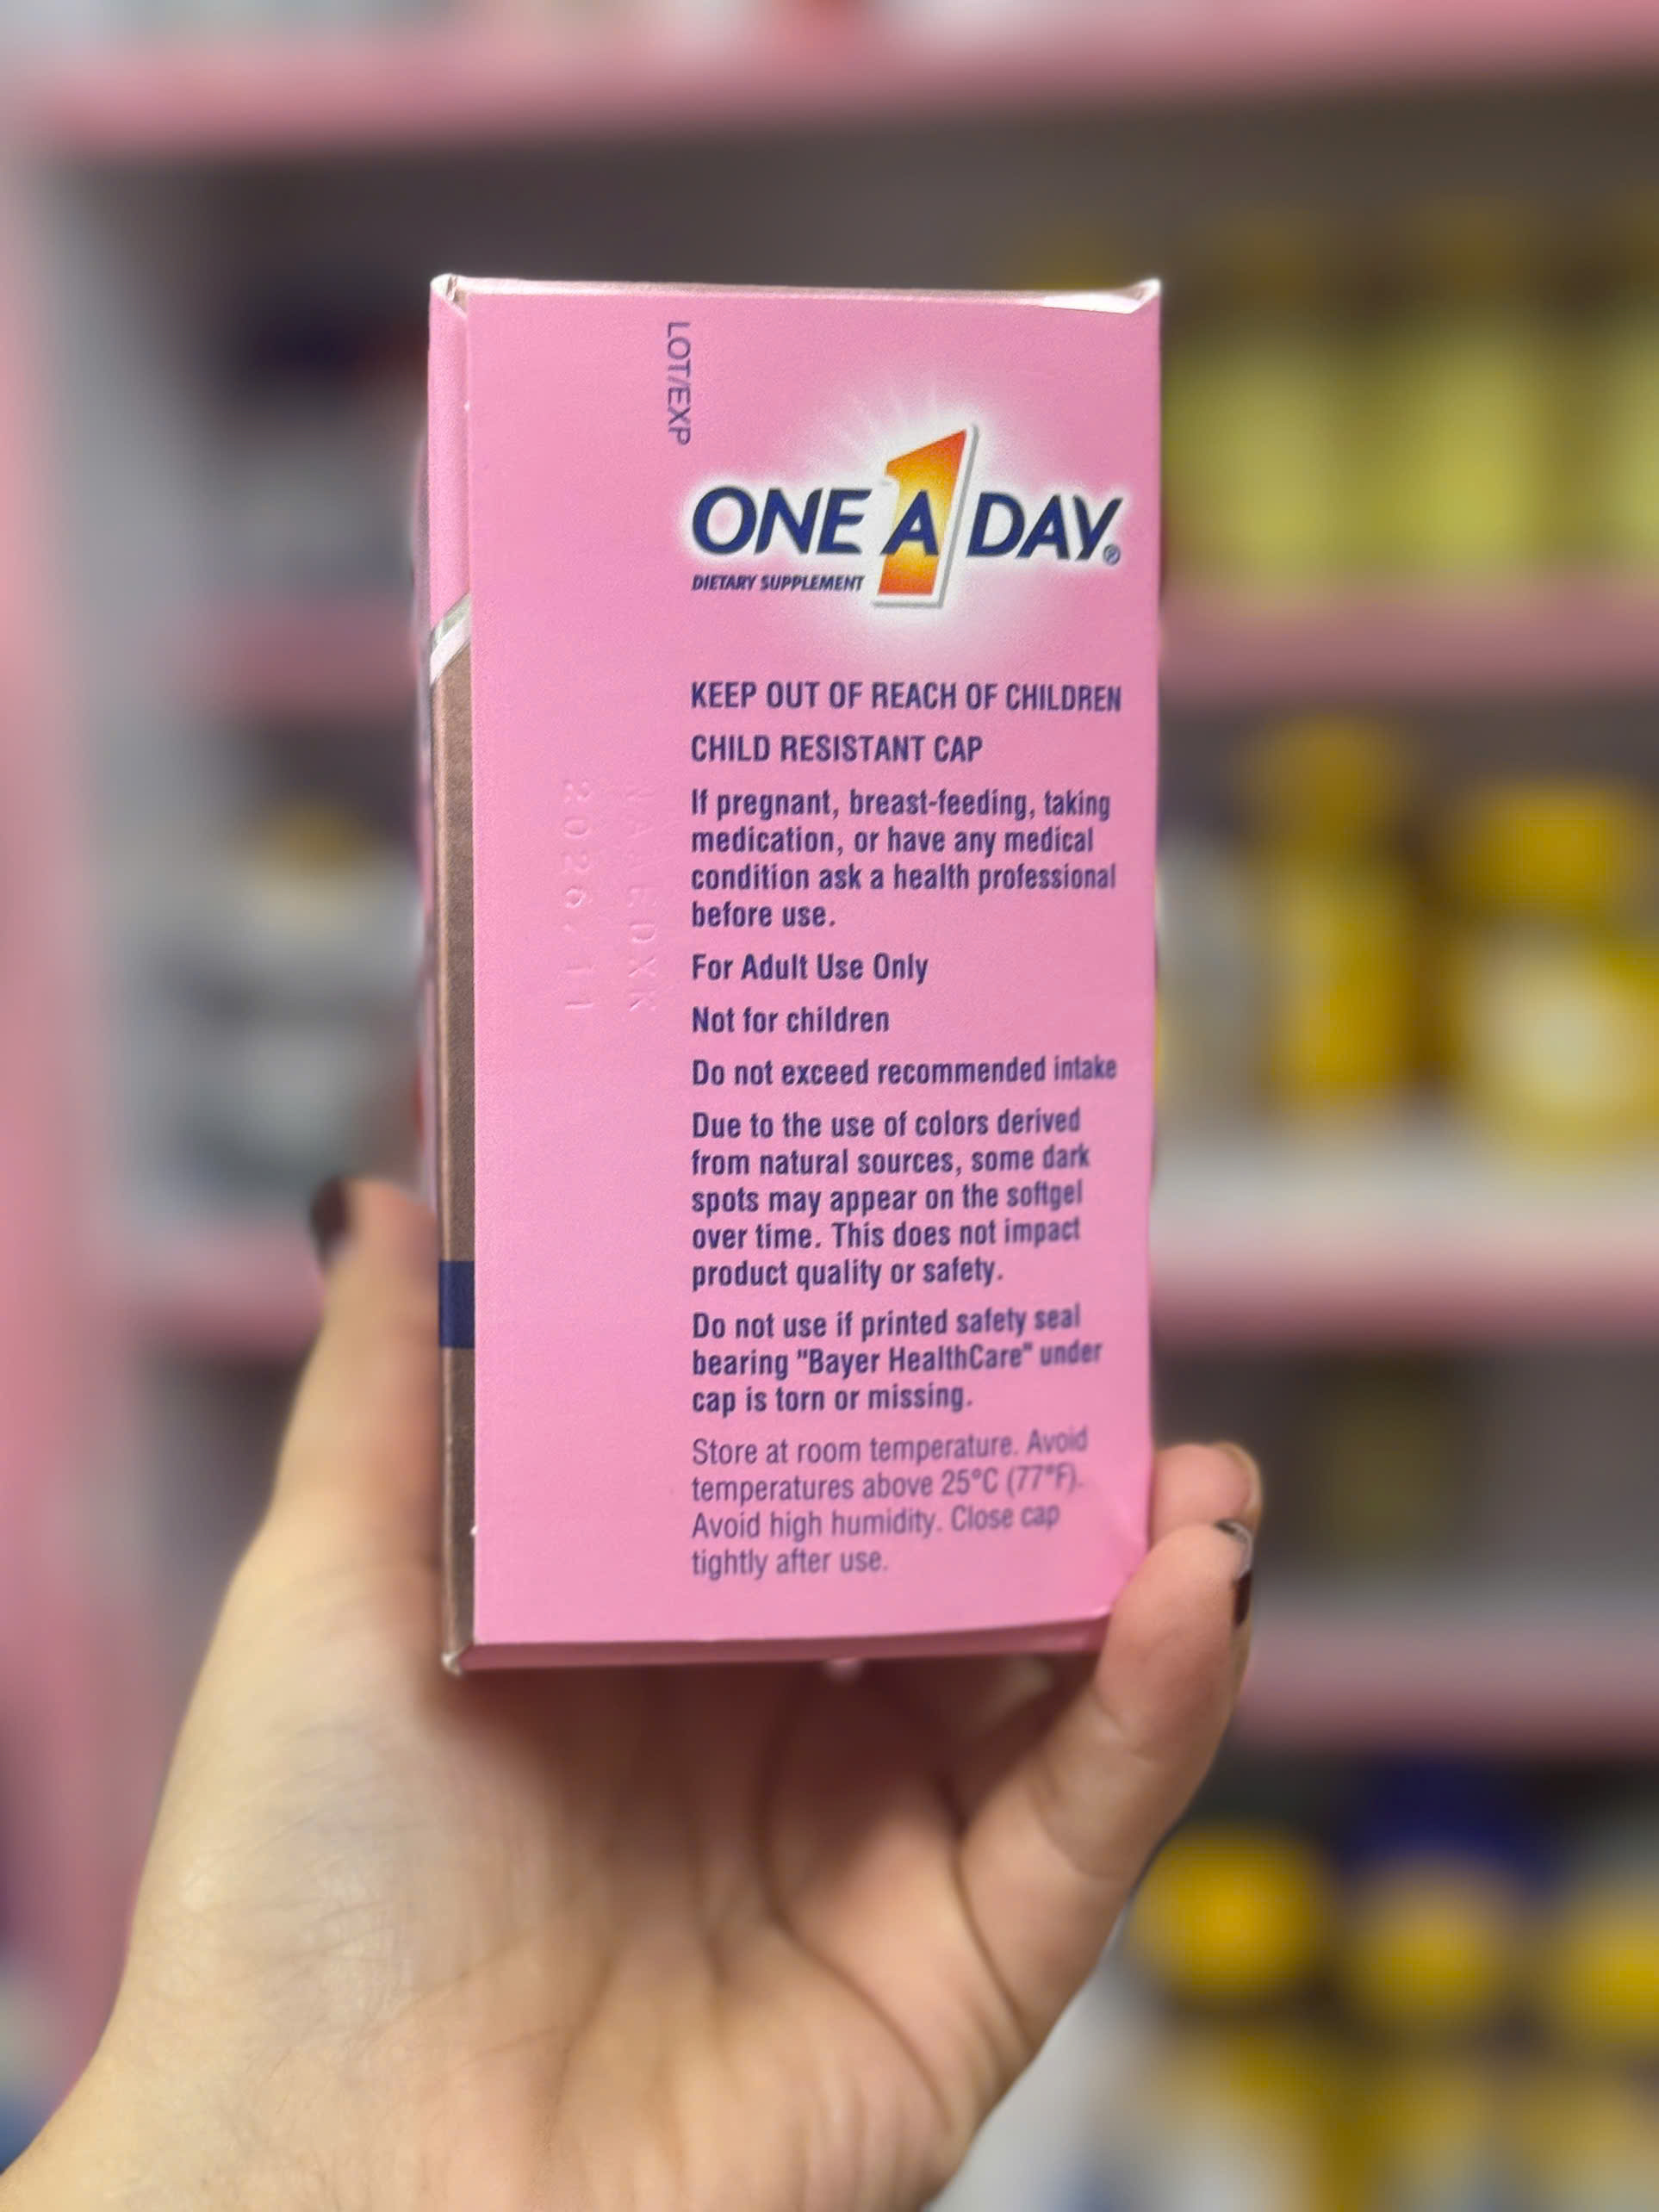 LOT/EXP
ONE A DAY®
DIETARY SUPPLEMENT
KEEP OUT OF REACH OF CHILDREN
CHILD RESISTANT CAP
If pregnant, breast-feeding, taking
medication, or have any medical
condition ask a health professional
before use.
For Adult Use Only
Not for children
Do not exceed recommended intake
Due to the use of colors derived
from natural sources, some dark
spots may appear on the softgel
over time. This does not impact
product quality or safety.
Do not use if printed safety seal
bearing "Bayer HealthCare" under
cap is torn or missing.
Store at room temperature. Avoid
temperatures above 25°C (77°F).
Avoid high humidity. Close cap
tightly after use.
2026/11